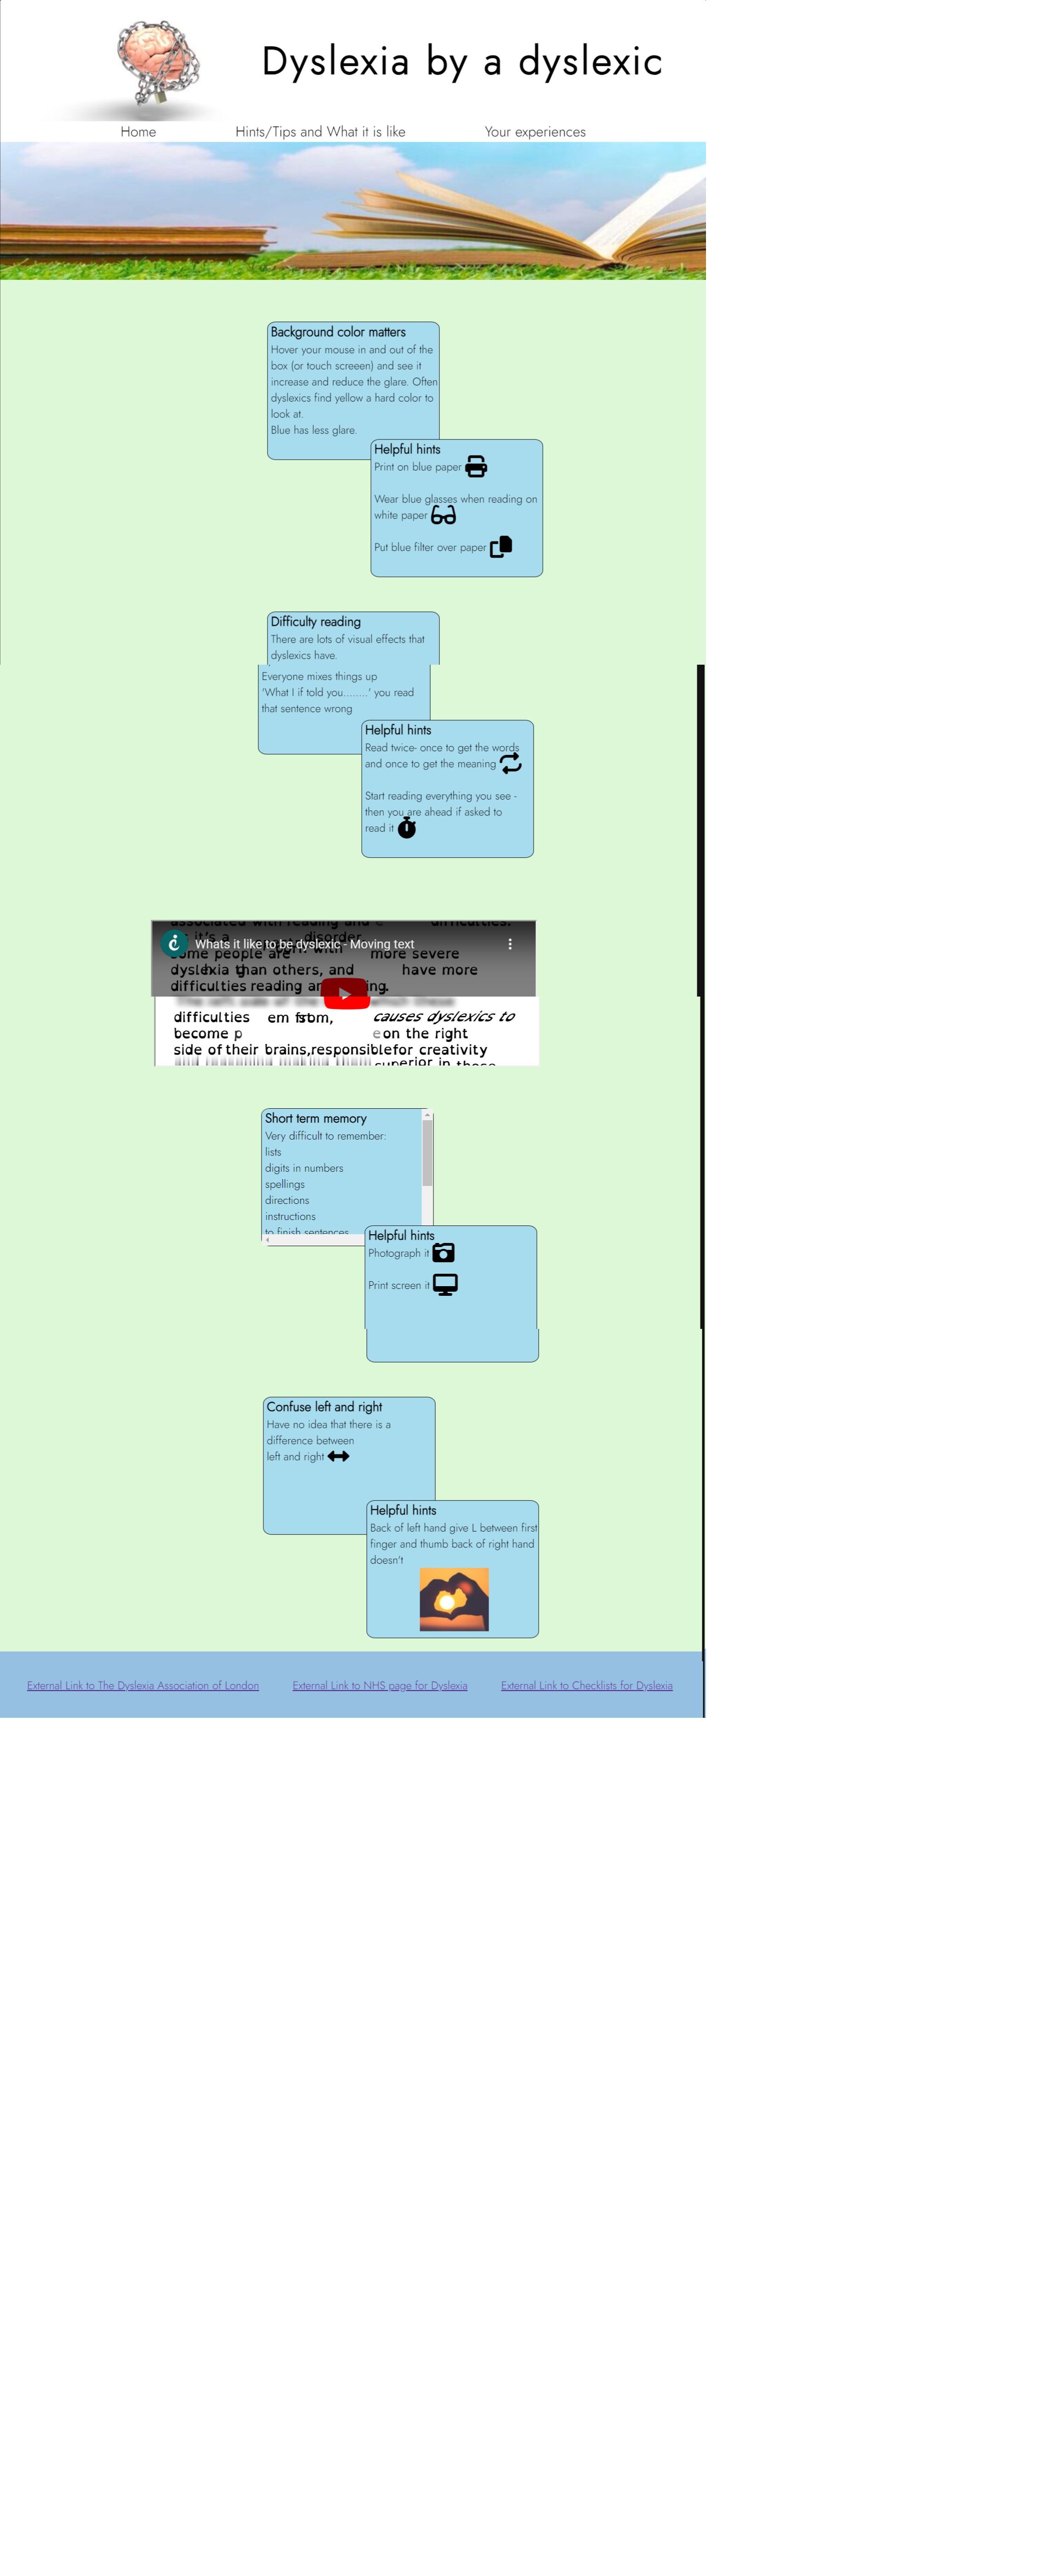 Dyslexia by a dyslexic
Home Hints/Tips and What it is like Your experiences
Background color matters
Hover your mouse in and out of the
box (or touch screeen) and see it
increase and reduce the glare. Often
dyslexics find yellow a hard color to
look at.
Blue has less glare.
Helpful hints
Print on blue paper
Wear blue glasses when reading on
white paper
Put blue filter over paper
Difficulty reading
There are lots of visual effects that
dyslexics have.
Everyone mixes things up
'What I if told you........' you read
that sentence wrong
Helpful hints
Read twice- once to get the words
and once to get the meaning
Start reading everything you see -
then you are ahead if asked to
read it
associated with reading and difficulties.
it's a disorder
Whats it like to be dyslexic - Moving text
some people are with more severe
dyslexia than others, and have more
difficulties reading
difficulties em from, causes dyslexics to
become p e on the right
side of their brains, responsible for creativity
Short term memory
Very difficult to remember:
lists
digits in numbers
spellings
directions
instructions
to finish sentences
Helpful hints
Photograph it
Print screen it
Confuse left and right
Have no idea that there is a
difference between
left and right
Helpful hints
Back of left hand give L between first
finger and thumb back of right hand
doesn't
External Link to The Dyslexia Association of London External Link to NHS page for Dyslexia External Link to Checklists for Dyslexia